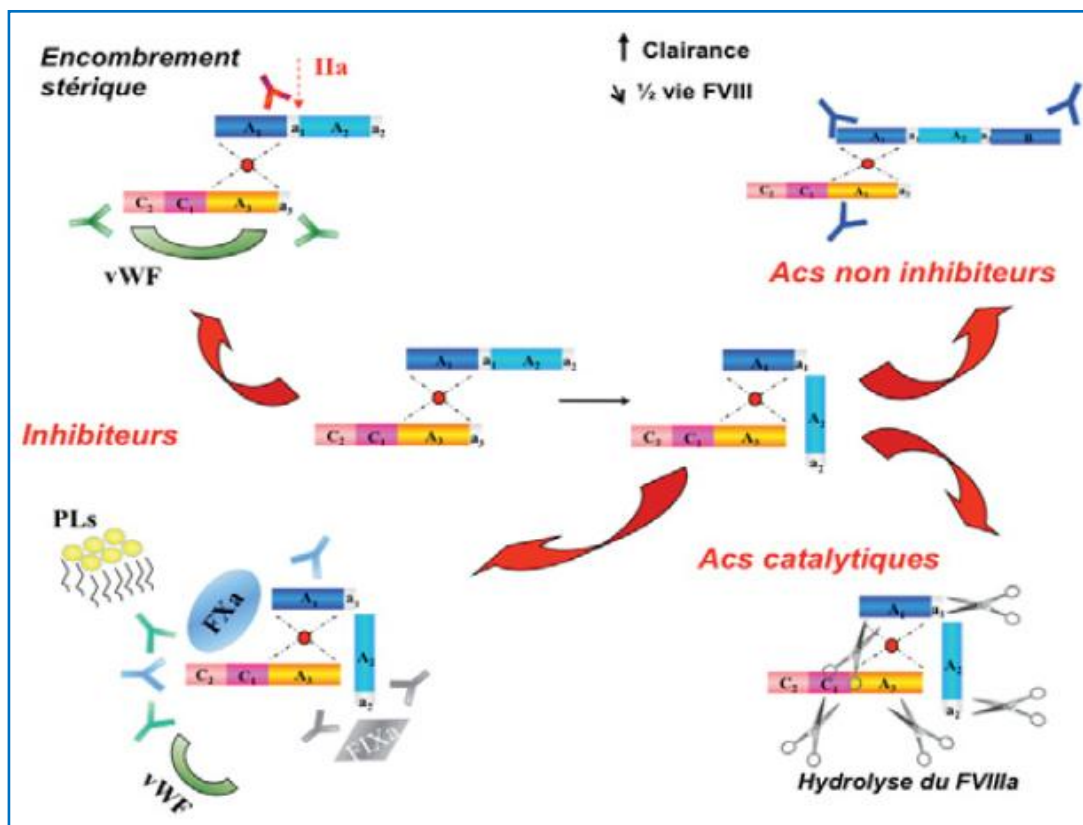 Encombrement
stérique
IIa
A₁ a₁ A₂ a₂
C₂ C₁ A₃ a₃
vWF
↑ Clairance
↘ ½ vie FVIII
A₁ a₁ A₂ a₂ B
C₂ C₁ A₃ a₃
Acs non inhibiteurs
Inhibiteurs
A₁ a₁ A₂ a₂
C₂ C₁ A₃ a₃
A₁ a₁
A₂
a₂
C₂ C₁ A₃
PLs
FXa
A₁ a₁
A₂
a₂
C₂ C₁ A₃
FIXa
vWF
Acs catalytiques
A₁ a₁
A₂
a₂
C₂ C₁ A₃
Hydrolyse du FVIIIa